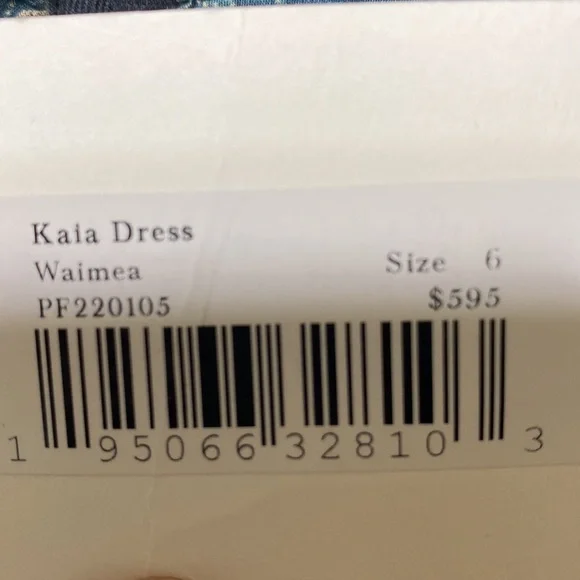 Kaia Dress
Waimea
Size 6
PF220105
$595
1 95066 32810 3